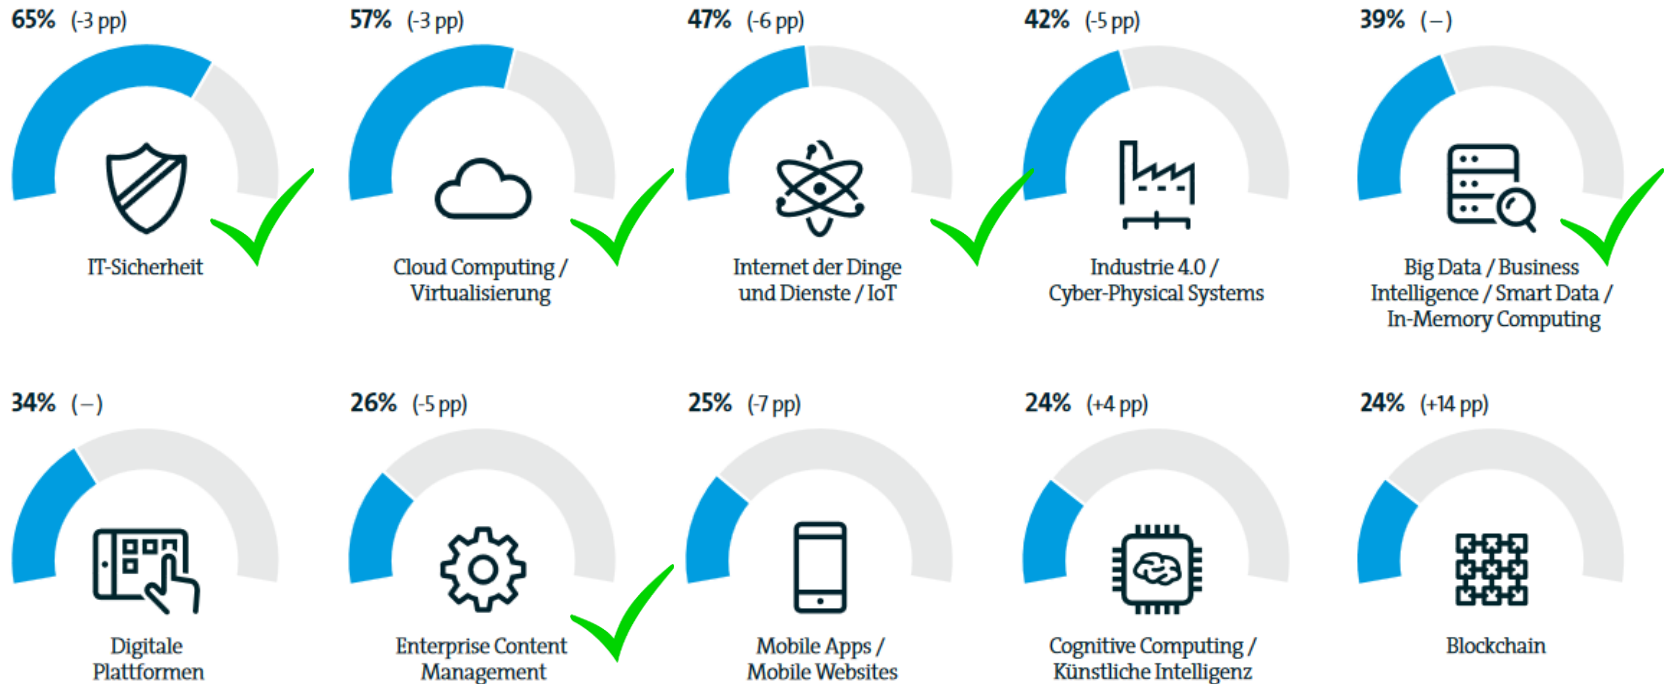 65% (-3 pp)
57% (-3 pp)
47% (-6 pp)
42% (-5 pp)
39% (–)
IT-Sicherheit
Cloud Computing /
Virtualisierung
Internet der Dinge
und Dienste / IoT
Industrie 4.0 /
Cyber-Physical Systems
Big Data / Business
Intelligence / Smart Data /
In-Memory Computing
34% (–)
26% (-5 pp)
25% (-7 pp)
24% (+4 pp)
24% (+14 pp)
Digitale
Plattformen
Enterprise Content
Management
Mobile Apps /
Mobile Websites
Cognitive Computing /
Künstliche Intelligenz
Blockchain